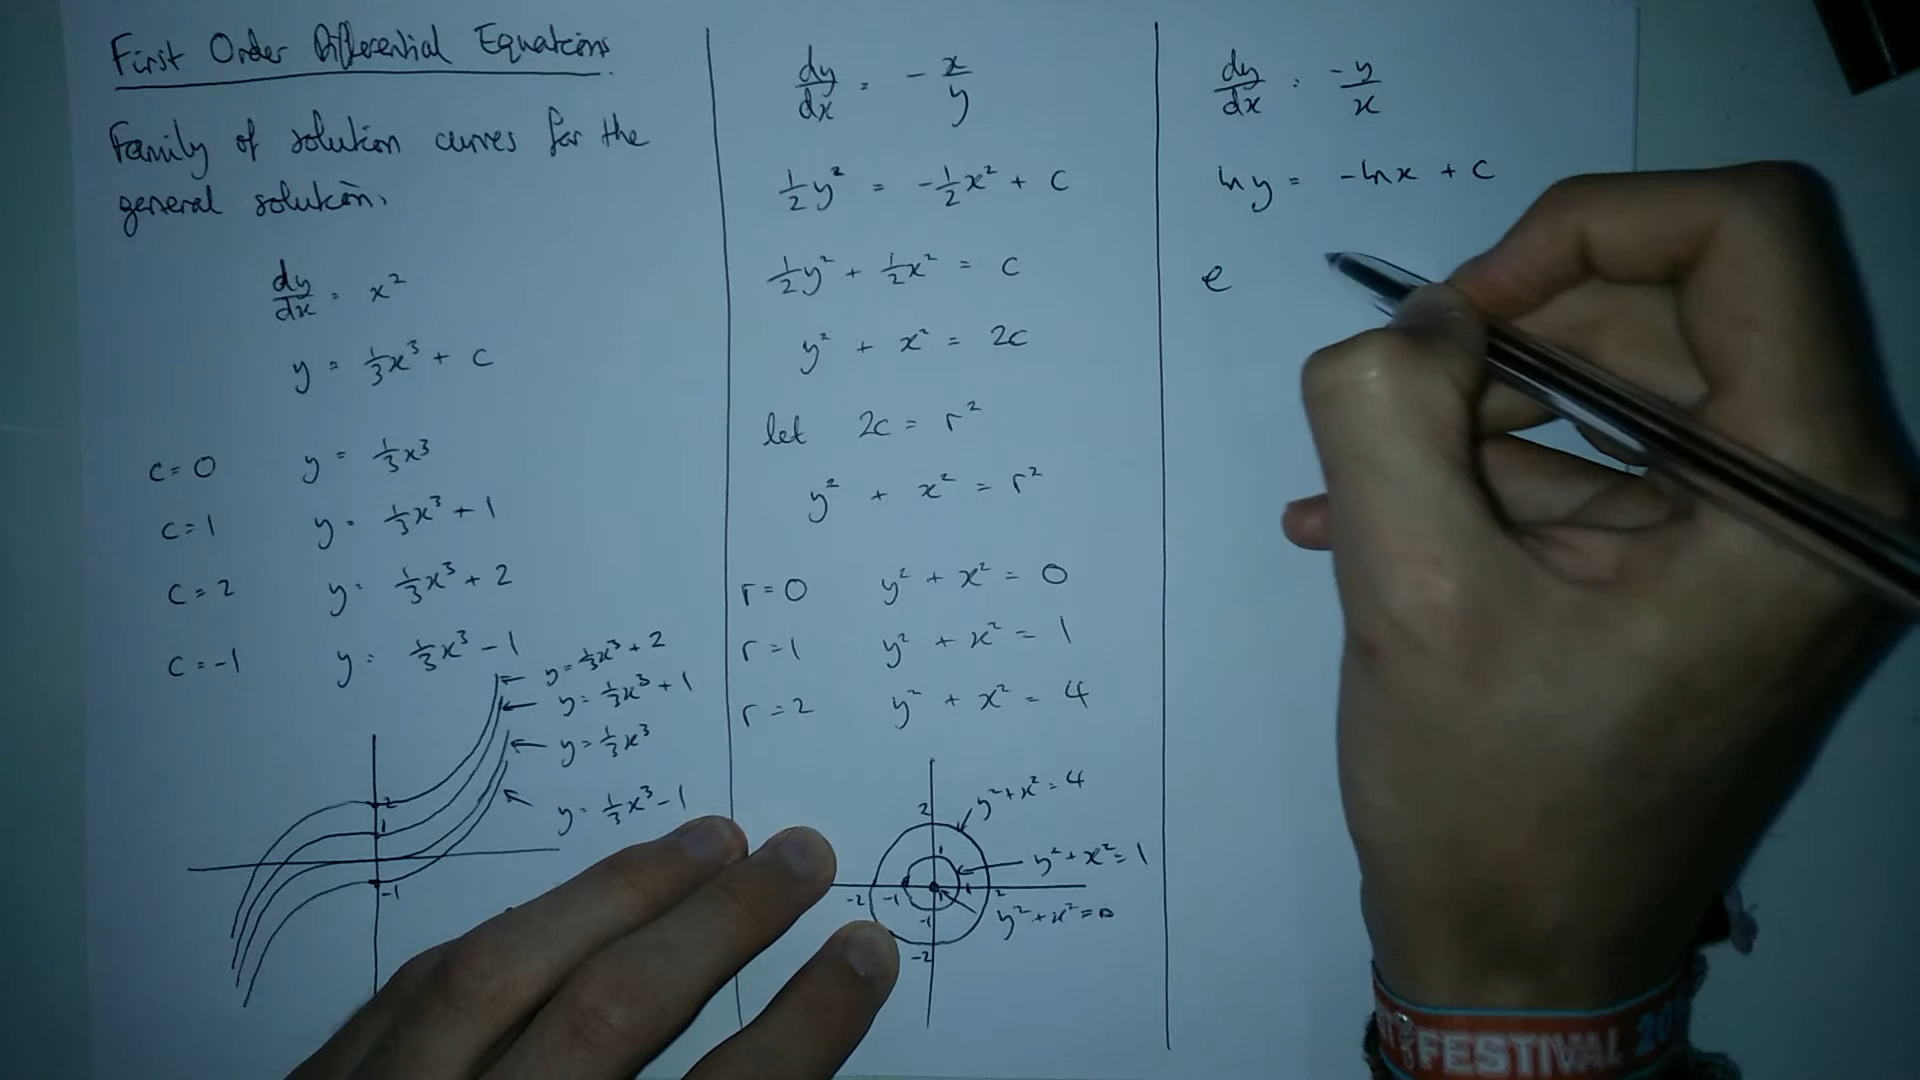 First Order Differential Equations
Family of solution curves for the
general solution.
dy/dx = x²
y = 1/3x³ + c
c=0 y = 1/3x³
c=1 y = 1/3x³ + 1
c=2 y = 1/3x³ + 2
c=-1 y = 1/3x³ - 1
y=1/3x³+2
y=1/3x³+1
y=1/3x³
y=1/3x³-1
2
1
-1
dy/dx = - x/y
1/2y² = -1/2x² + c
1/2y² + 1/2x² = c
y² + x² = 2c
let 2c = r²
y² + x² = r²
r=0 y² + x² = 0
r=1 y² + x² = 1
r=2 y² + x² = 4
y²+x²=4
y²+x²=1
y²+x²=0
2
1
-2 -1 1 2
-1
-2
dy/dx = -y/x
ln y = -lnx + c
e
FESTIVAL 20